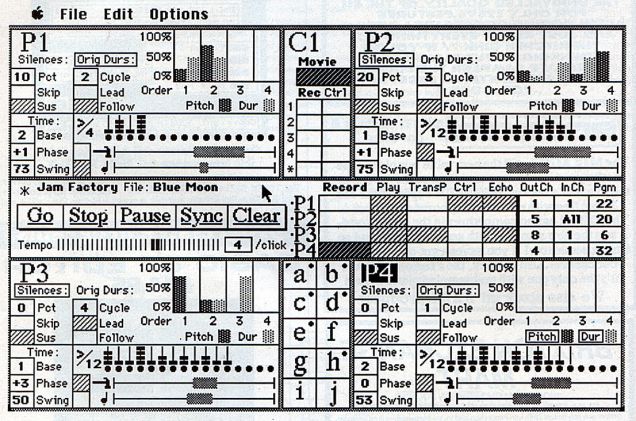 File Edit Options
P1
100%
Silences: Orig Durs: 50%
10 Pct 2 Cycle 0%
Skip Lead Order 1 2 3 4
Sus Follow Pitch Dur
Time: >/4
2 Base
+1 Phase
73 Swing
C1
Movie
Rec Ctrl
1
2
3
4
*
P2
100%
Silences: Orig Durs: 50%
20 Pct 3 Cycle 0%
Skip Lead Order 1 2 3 4
Sus Follow Pitch Dur
Time: >/12
1 Base
+1 Phase
75 Swing
* Jam Factory File: Blue Moon
Go Stop Pause Sync Clear
Tempo 4 /click
Record Play TransP Ctrl Echo OutCh InCh Pgm
P1 1 1 22
P2 5 All 20
P3 8 1 6
P4 4 1 32
P3
100%
Silences: Orig Durs: 50%
0 Pct 4 Cycle 0%
Skip Lead Order 1 2 3 4
Sus Follow Pitch Dur
Time: >/12
1 Base
+3 Phase
50 Swing
a b
c d
e f
g h
i j
P4
100%
Silences: Orig Durs: 50%
0 Pct 1 Cycle 0%
Skip Lead Order 1 2 3 4
Sus Follow Pitch Dur
Time: >/12
2 Base
0 Phase
53 Swing